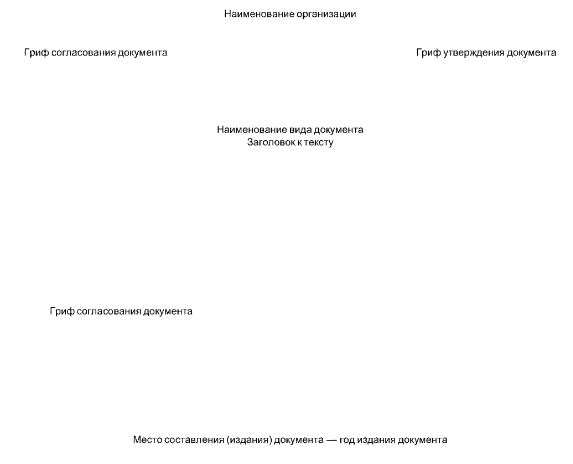 Наименование организации
Гриф согласования документа
Гриф утверждения документа
Наименование вида документа
Заголовок к тексту
Гриф согласования документа
Место составления (издания) документа — год издания документа